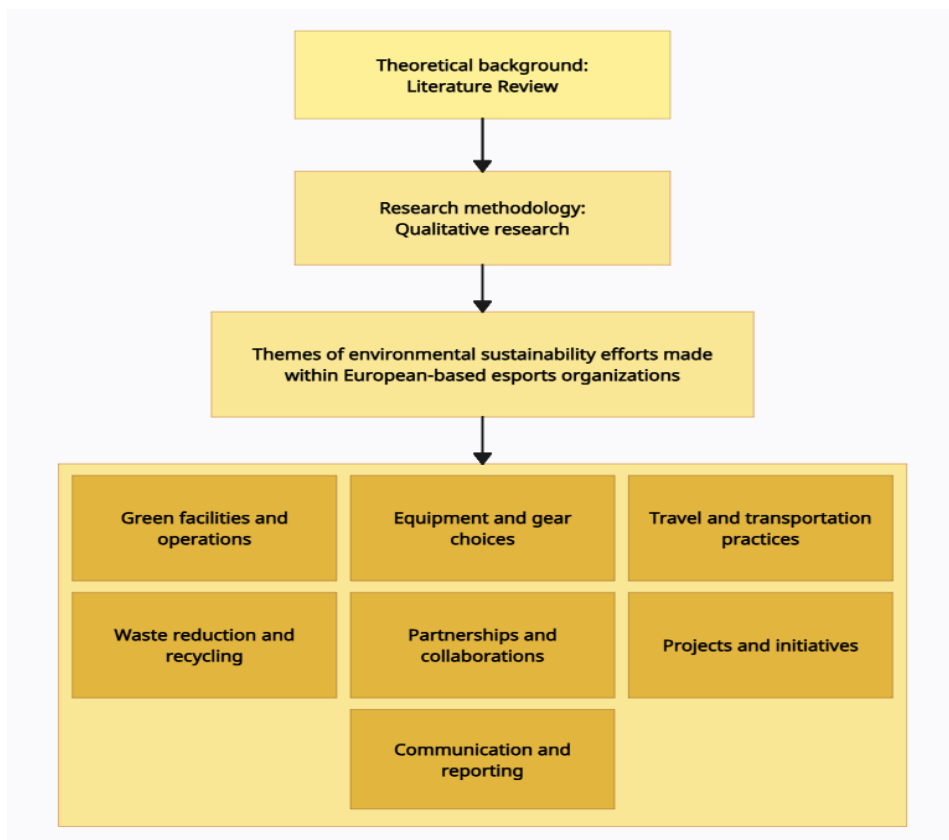 Theoretical background:
Literature Review
Research methodology:
Qualitative research
Themes of environmental sustainability efforts made
within European-based esports organizations
Green facilities and
operations
Equipment and gear
choices
Travel and transportation
practices
Waste reduction and
recycling
Partnerships and
collaborations
Projects and initiatives
Communication and
reporting